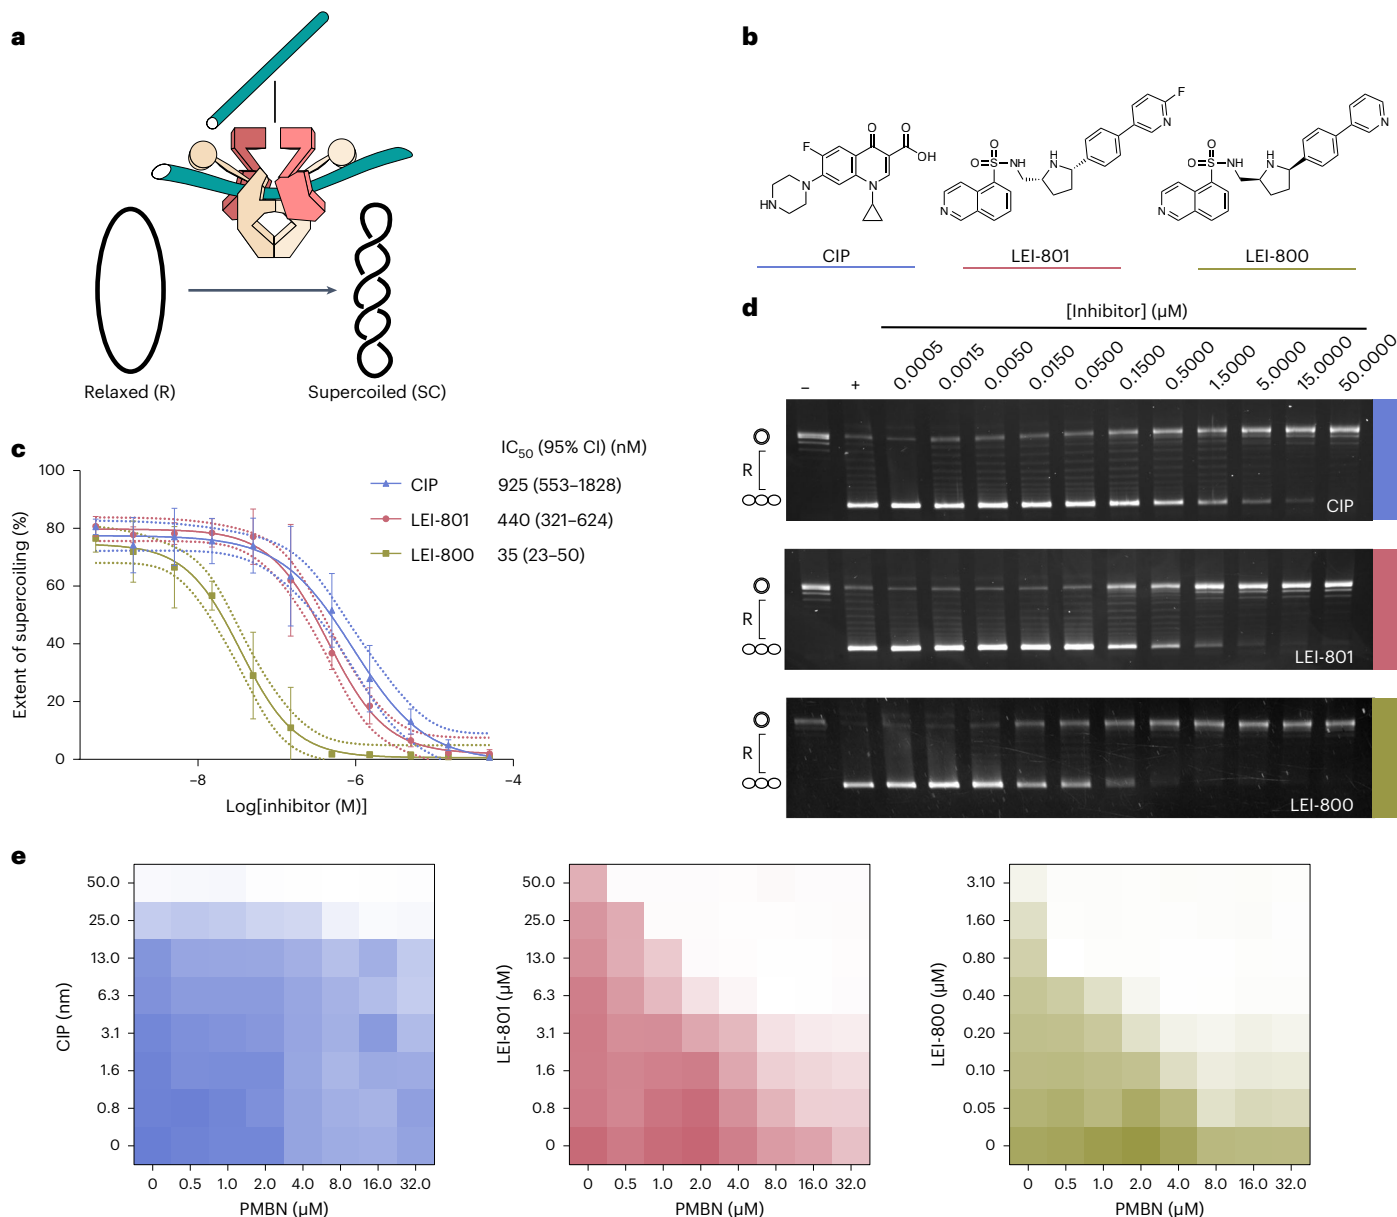 a
Relaxed (R)
Supercoiled (SC)
b
F
N
O
O
OH
N
N
HN
O
S
O
NH
H
N
N
F
N
O
S
O
NH
H
N
N
N
CIP
LEI-801
LEI-800
c
IC50 (95% CI) (nM)
CIP 925 (553–1828)
LEI-801 440 (321–624)
LEI-800 35 (23–50)
Extent of supercoiling (%)
100
80
60
40
20
0
–8 –6 –4
Log[inhibitor (M)]
d
[Inhibitor] (µM)
– + 0.0005 0.0015 0.0050 0.0150 0.0500 0.1500 0.5000 1.5000 5.0000 15.0000 50.0000
R
CIP
R
LEI-801
R
LEI-800
e
CIP (nm)
50.0
25.0
13.0
6.3
3.1
1.6
0.8
0
0 0.5 1.0 2.0 4.0 8.0 16.0 32.0
PMBN (µM)
LEI-801 (µM)
50.0
25.0
13.0
6.3
3.1
1.6
0.8
0
0 0.5 1.0 2.0 4.0 8.0 16.0 32.0
PMBN (µM)
LEI-800 (µM)
3.10
1.60
0.80
0.40
0.20
0.10
0.05
0
0 0.5 1.0 2.0 4.0 8.0 16.0 32.0
PMBN (µM)